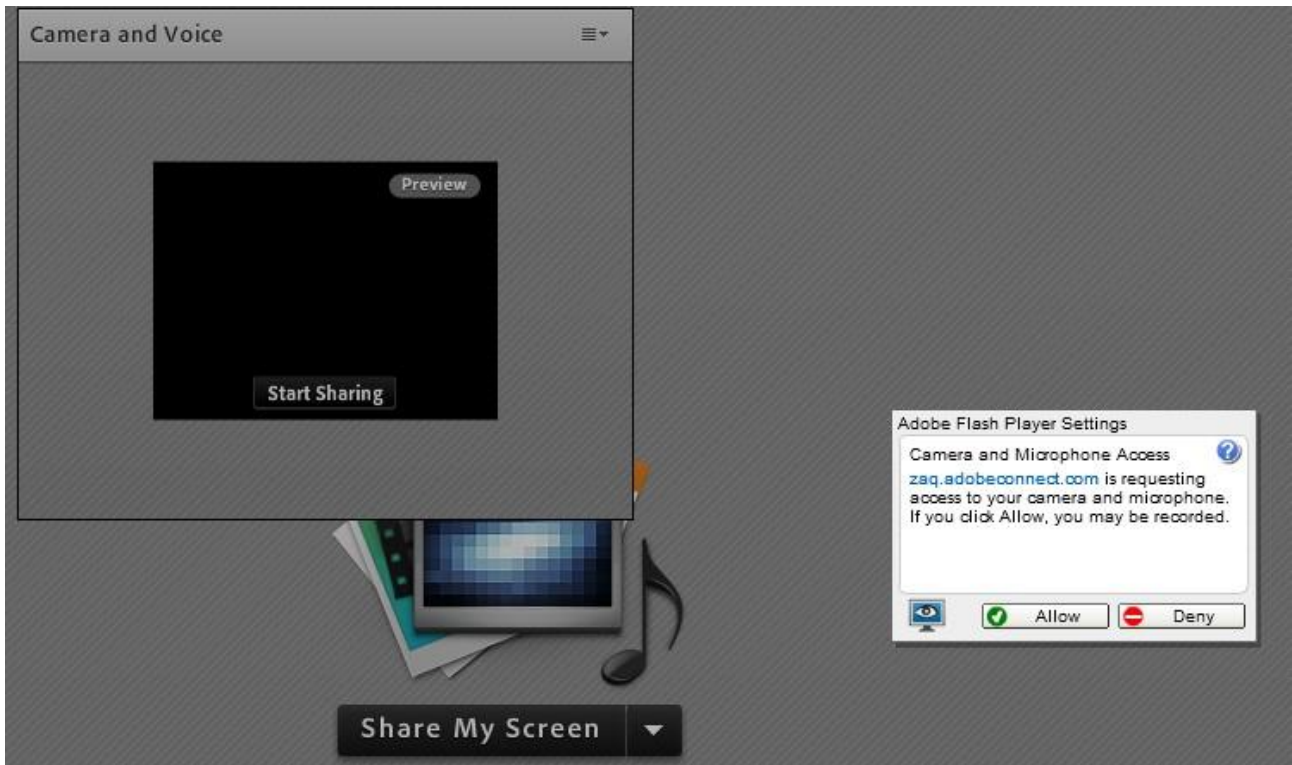 Camera and Voice
Preview
Start Sharing
Adobe Flash Player Settings
Camera and Microphone Access
zaq.adobeconnect.com is requesting
access to your camera and microphone.
If you click Allow, you may be recorded.
Allow
Deny
Share My Screen